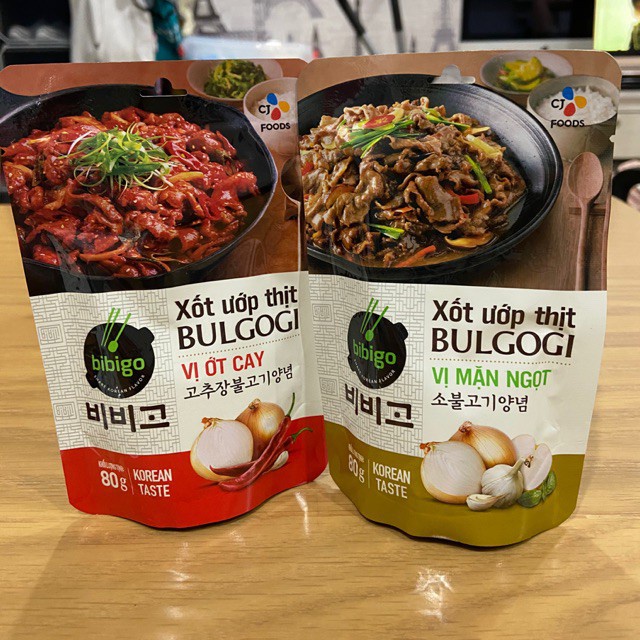 CJ
FOODS
Xốt ướp thịt
BULGOGI
bibigo
VỊ ỚT CAY
고추장불고기양념
비비고
80g
KOREAN
TASTE
CJ
FOODS
Xốt ướp thịt
BULGOGI
bibigo
VỊ MẶN NGỌT
소불고기양념
비비고
80g
KOREAN
TASTE